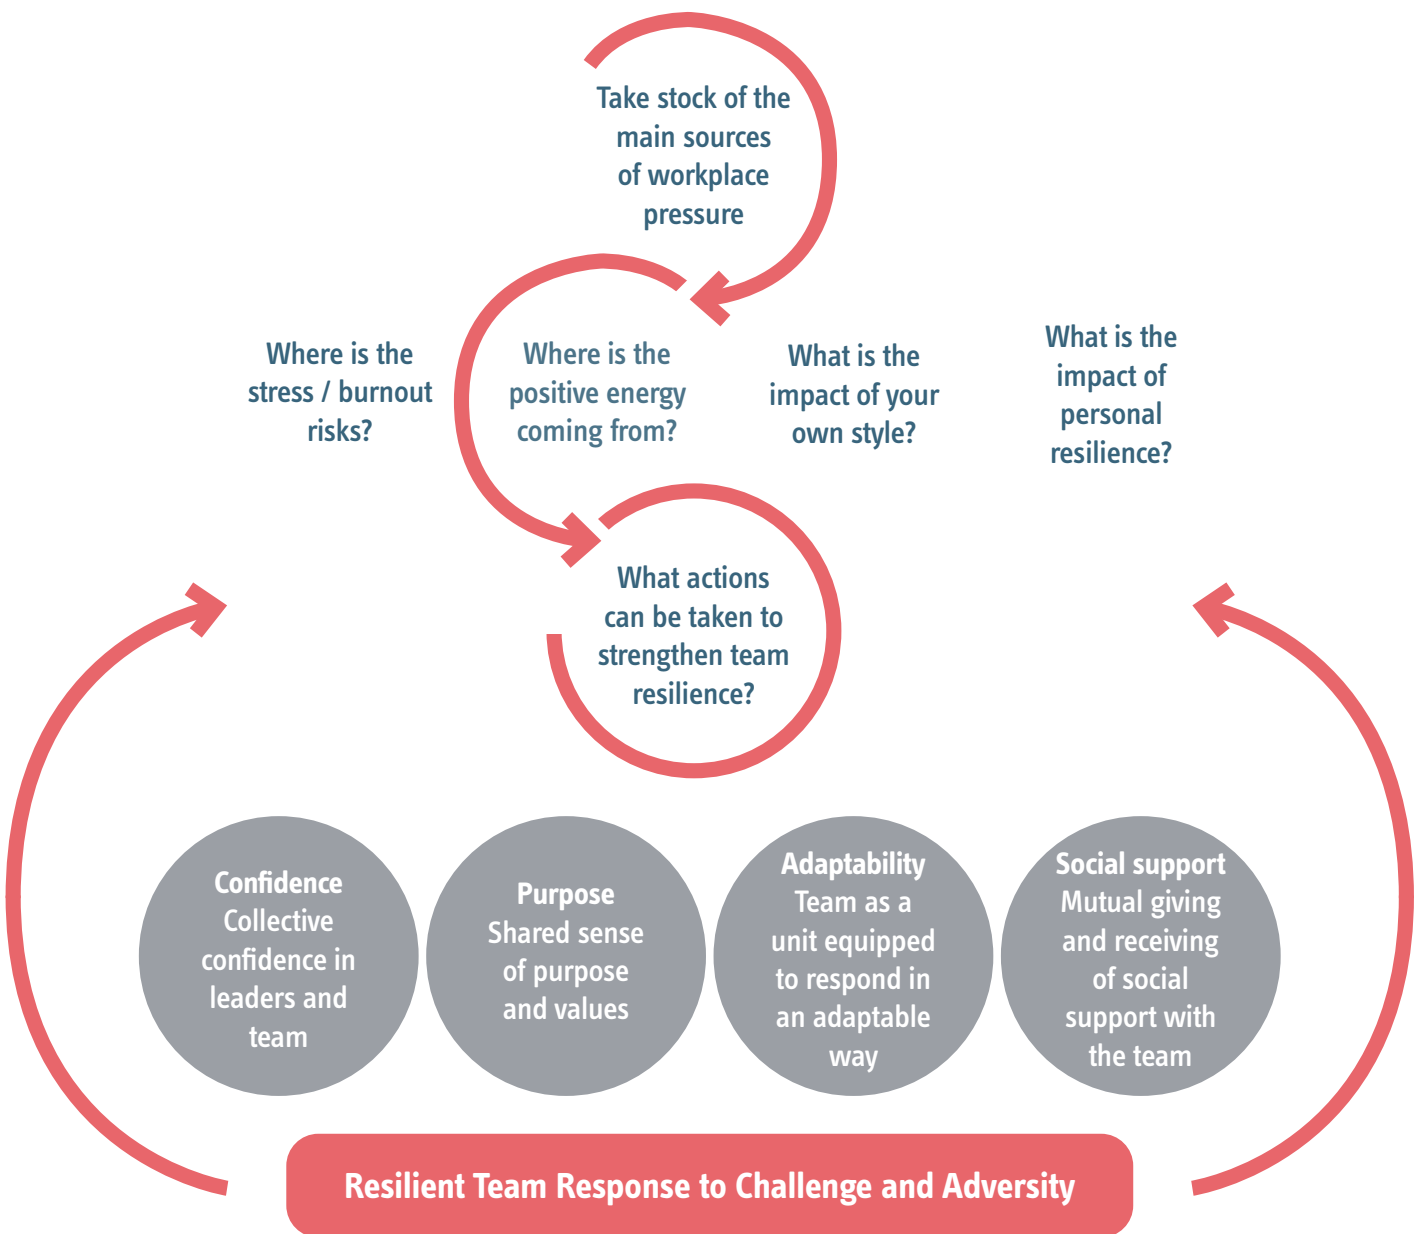 Take stock of the
main sources
of workplace
pressure
Where is the
stress / burnout
risks?
Where is the
positive energy
coming from?
What is the
impact of your
own style?
What is the
impact of
personal
resilience?
What actions
can be taken to
strengthen team
resilience?
Confidence
Collective
confidence in
leaders and
team
Purpose
Shared sense
of purpose
and values
Adaptability
Team as a
unit equipped
to respond in
an adaptable
way
Social support
Mutual giving
and receiving
of social
support with
the team
Resilient Team Response to Challenge and Adversity